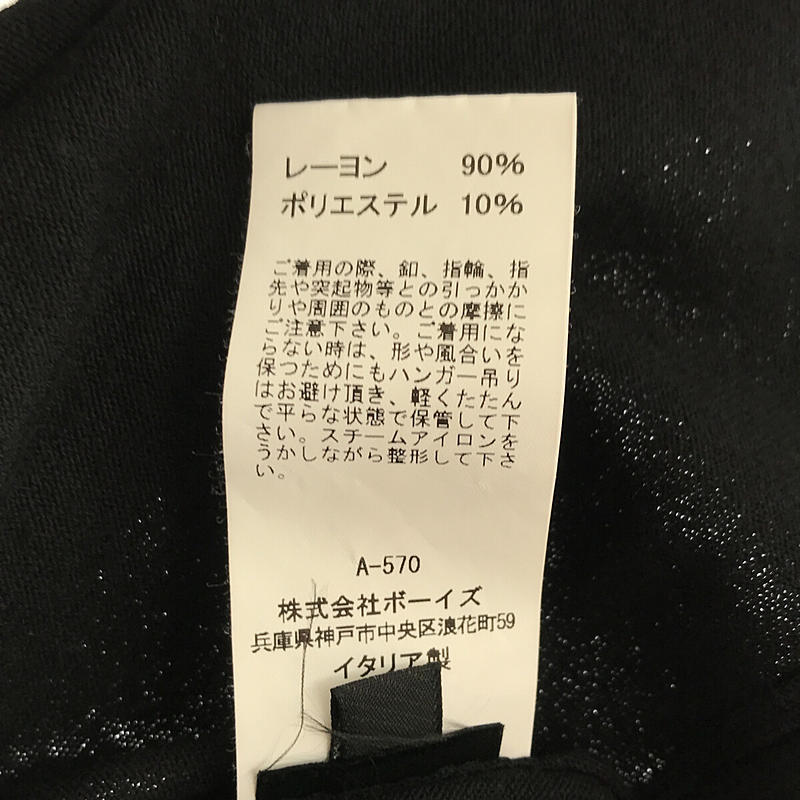 レーヨン 90%
ポリエステル 10%
ご着用の際、釦、指輪、指
先や突起物等との引っかか
りや周囲のものとの摩擦に
ご注意下さい。ご着用にな
らない時は、形や風合いを
保つためにもハンガー吊り
はお避け頂き、軽くたたん
で平らな状態で保管して下
さい。スチームアイロンを
うかしながら整形して下さ
い。
A-570
株式会社ボーイズ
兵庫県神戸市中央区浪花町59
イタリア製